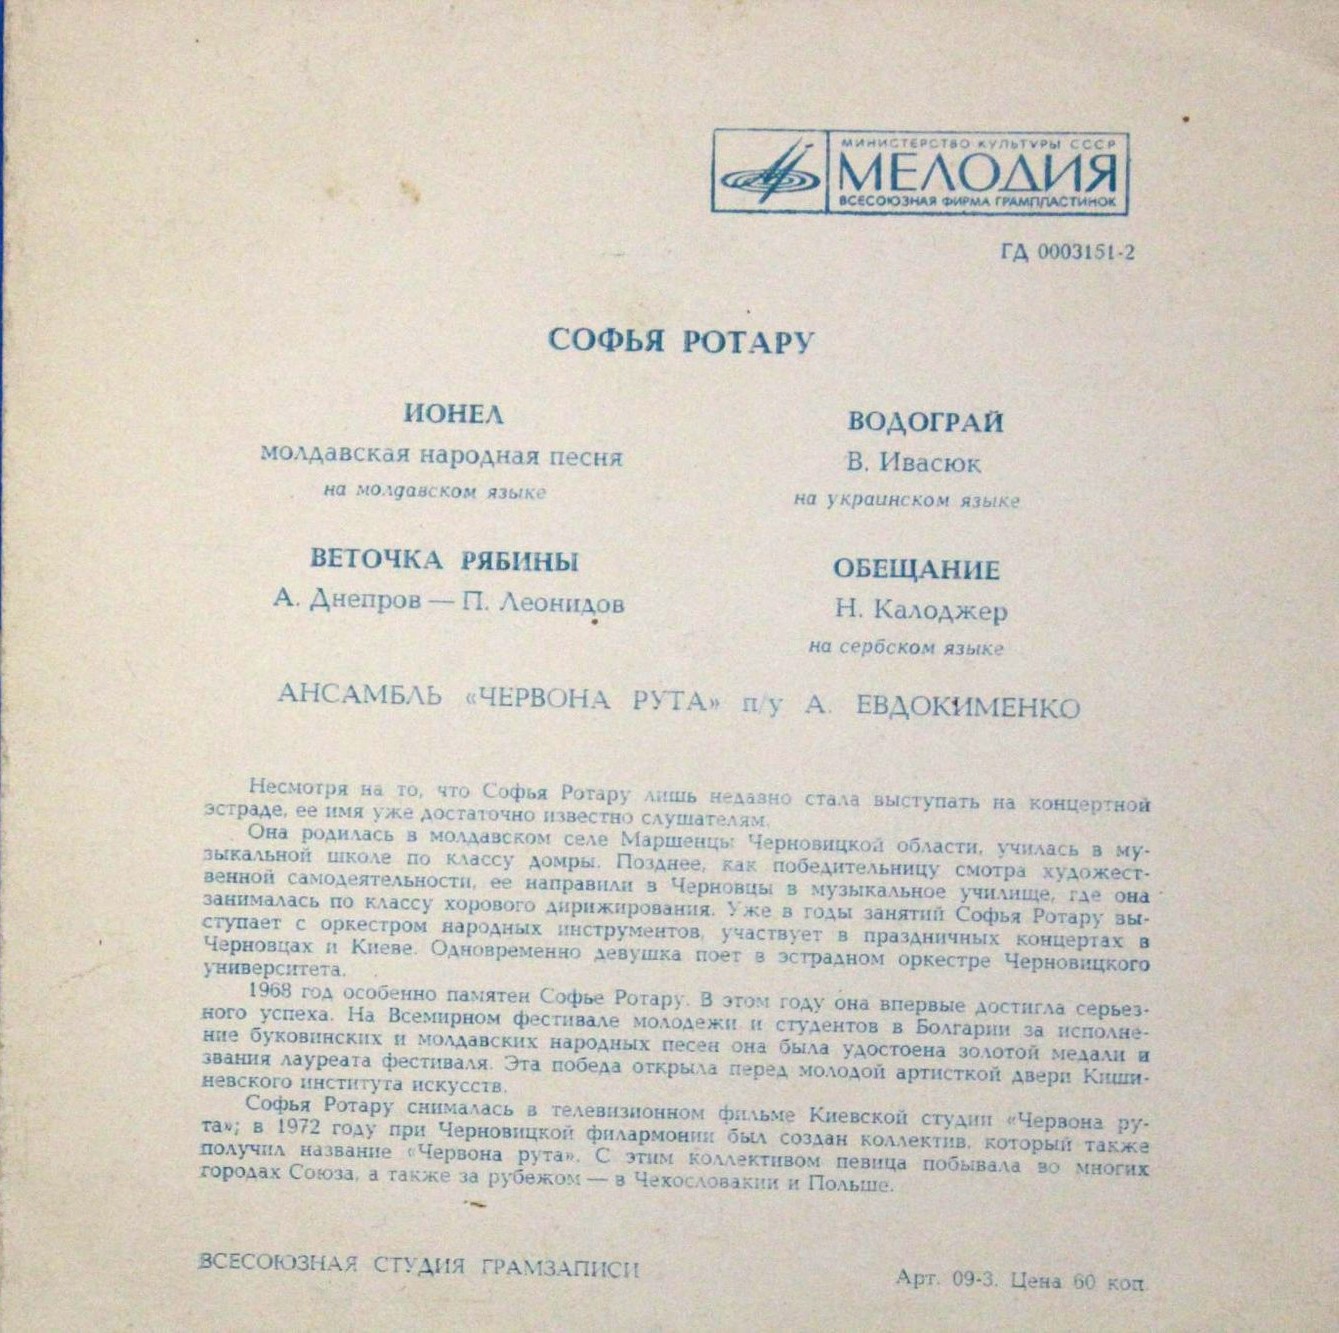 МИНИСТЕРСТВО КУЛЬТУРЫ СССР
МЕЛОДИЯ
ВСЕСОЮЗНАЯ ФИРМА ГРАМПЛАСТИНОК
ГД 0003151-2
СОФЬЯ РОТАРУ
ИОНЕЛ
молдавская народная песня
на молдавском языке
ВЕТОЧКА РЯБИНЫ
А. Днепров — П. Леонидов
ВОДОГРАЙ
В. Ивасюк
на украинском языке
ОБЕЩАНИЕ
Н. Калоджер
на сербском языке
АНСАМБЛЬ «ЧЕРВОНА РУТА» п/у А. ЕВДОКИМЕНКО
Несмотря на то, что Софья Ротару лишь недавно стала выступать на концертной
эстраде, ее имя уже достаточно известно слушателям.
Она родилась в молдавском селе Маршенцы Черновицкой области, училась в му-
зыкальной школе по классу домры. Позднее, как победительницу смотра художест-
венной самодеятельности, ее направили в Черновцы в музыкальное училище, где она
занималась по классу хорового дирижирования. Уже в годы занятий Софья Ротару вы-
ступает с оркестром народных инструментов, участвует в праздничных концертах в
Черновцах и Киеве. Одновременно девушка поет в эстрадном оркестре Черновицкого
университета.
1968 год особенно памятен Софье Ротару. В этом году она впервые достигла серьез-
ного успеха. На Всемирном фестивале молодежи и студентов в Болгарии за исполне-
ние буковинских и молдавских народных песен она была удостоена золотой медали и
звания лауреата фестиваля. Эта победа открыла перед молодой артисткой двери Киши-
невского института искусств.
Софья Ротару снималась в телевизионном фильме Киевской студии «Червона ру-
та»; в 1972 году при Черновицкой филармонии был создан коллектив, который также
получил название «Червона рута». С этим коллективом певица побывала во многих
городах Союза, а также за рубежом — в Чехословакии и Польше.
ВСЕСОЮЗНАЯ СТУДИЯ ГРАМЗАПИСИ
Арт. 09-3. Цена 60 коп.